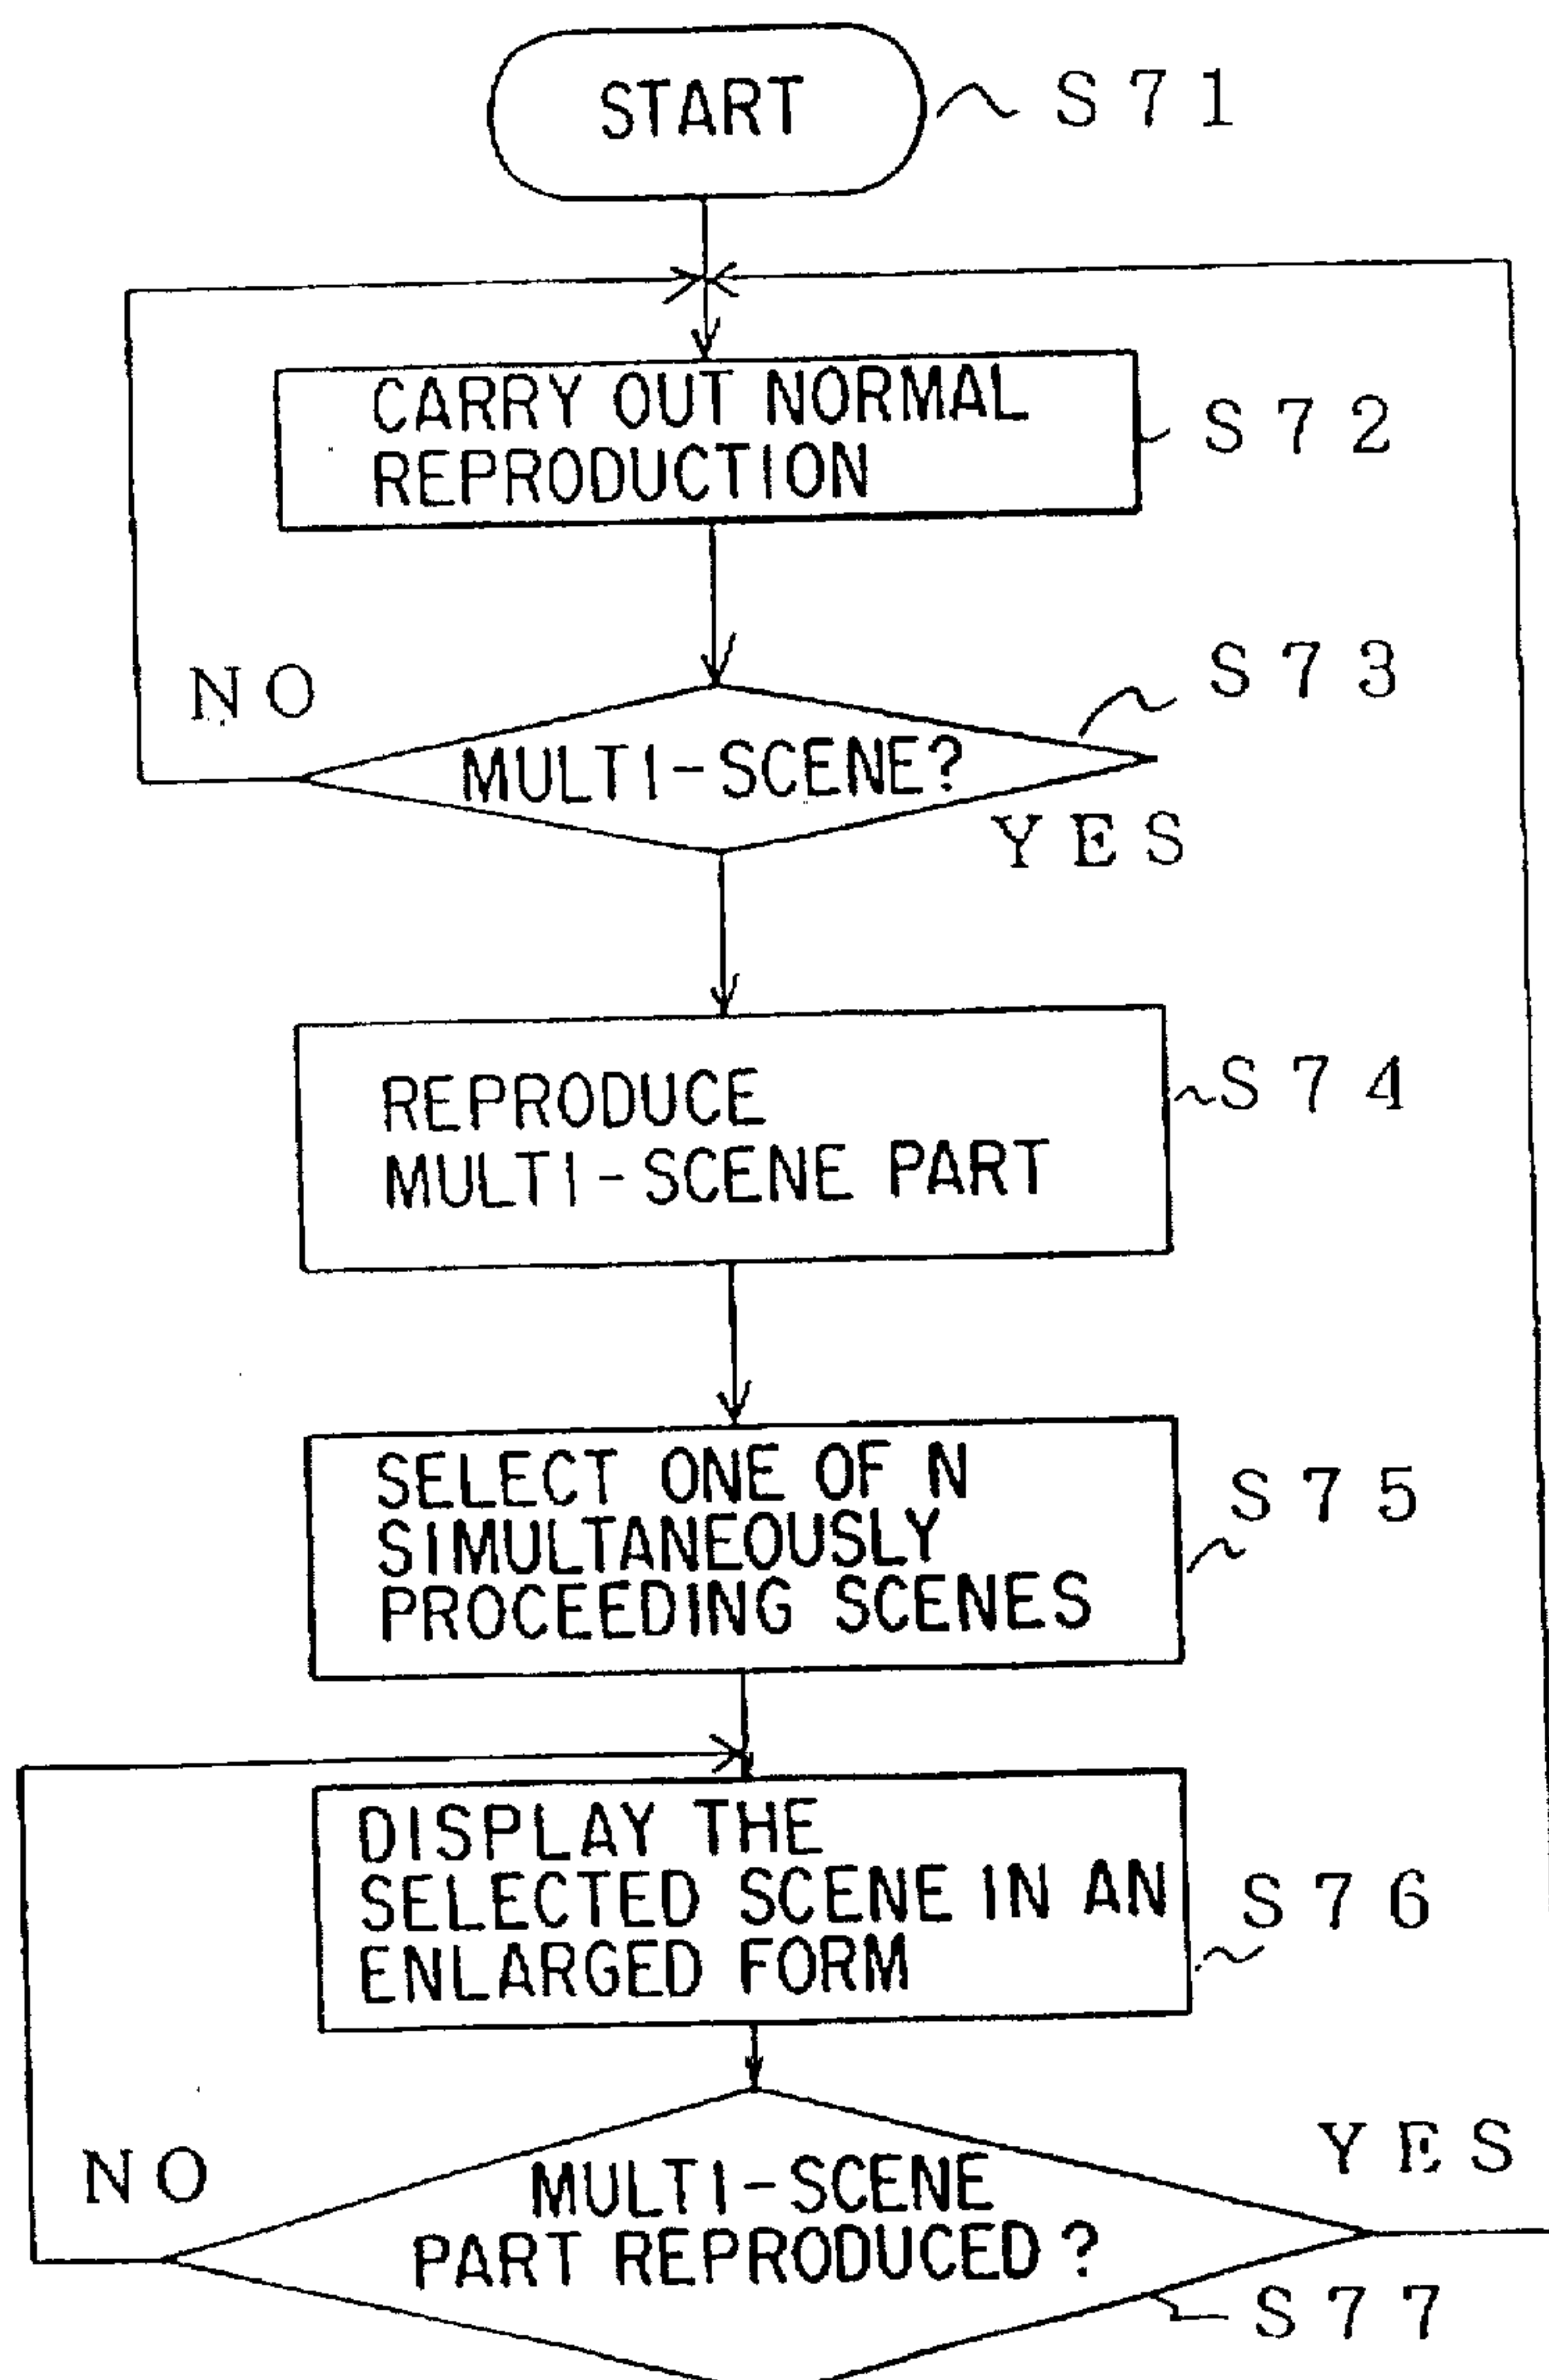 START
S71
CARRY OUT NORMAL
REPRODUCTION
S72
NO
S73
MULTI-SCENE?
YES
REPRODUCE
MULTI-SCENE PART
S74
SELECT ONE OF N
SIMULTANEOUSLY
PROCEEDING SCENES
S75
DISPLAY THE
SELECTED SCENE IN AN
ENLARGED FORM
S76
NO
YES
MULTI-SCENE
PART REPRODUCED?
S77